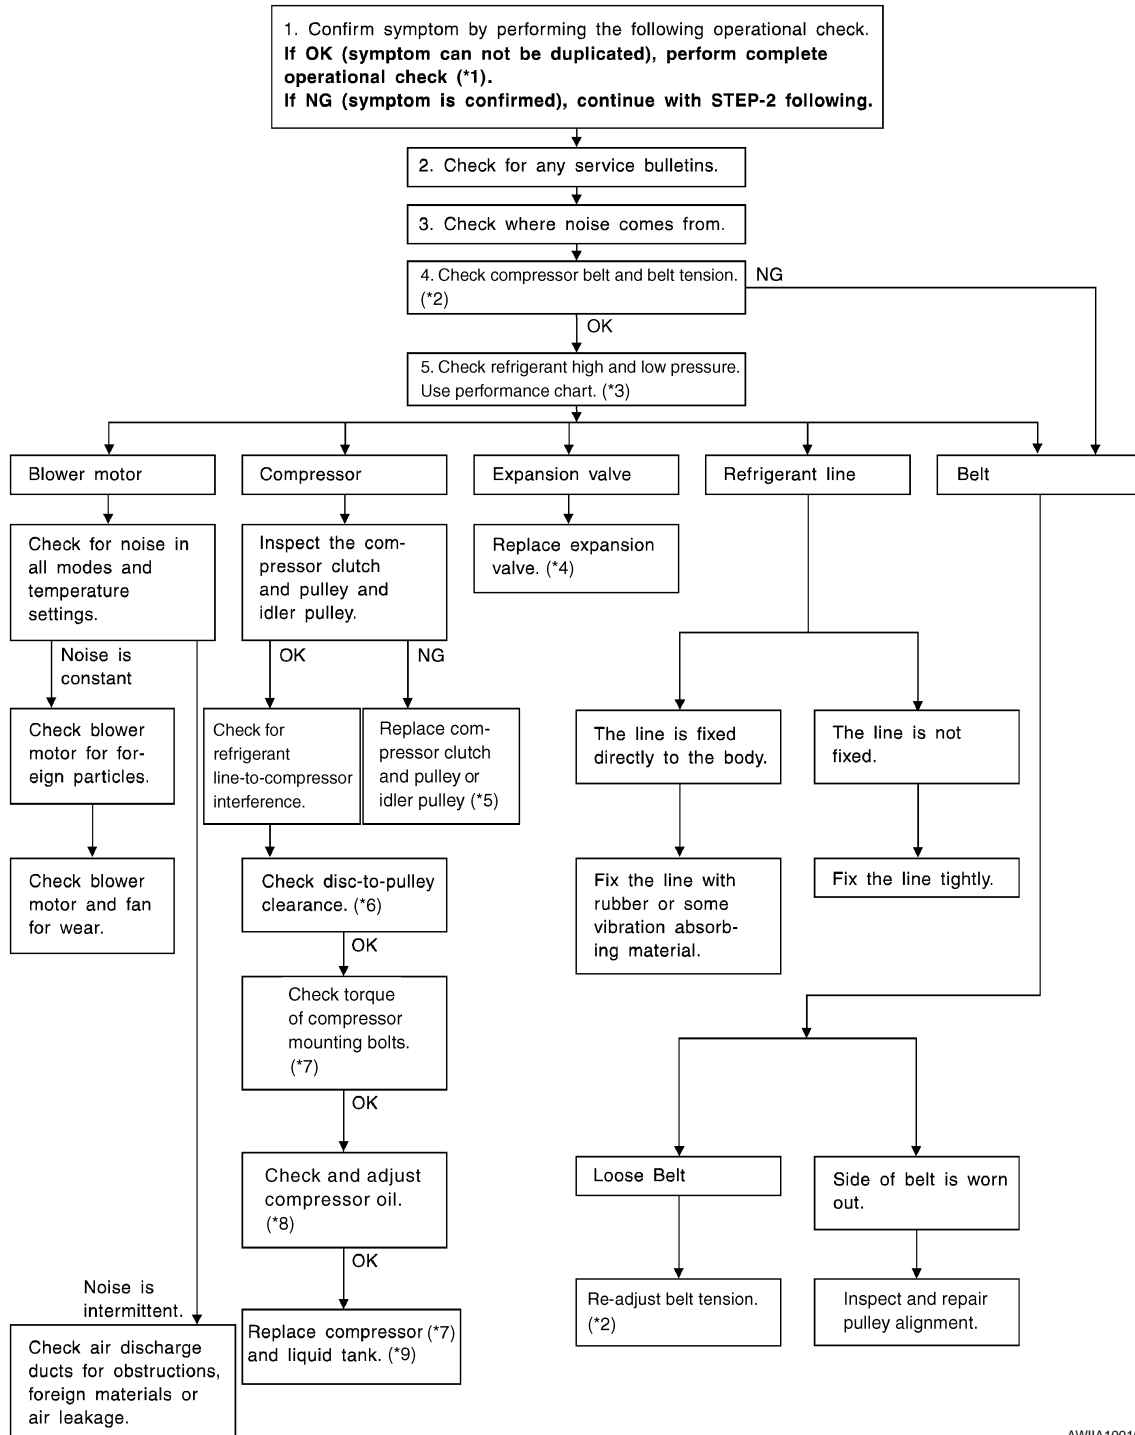 1. Confirm symptom by performing the following operational check.
If OK (symptom can not be duplicated), perform complete
operational check (*1).
If NG (symptom is confirmed), continue with STEP-2 following.
2. Check for any service bulletins.
3. Check where noise comes from.
4. Check compressor belt and belt tension.
(*2)
NG
OK
5. Check refrigerant high and low pressure.
Use performance chart. (*3)
Blower motor
Compressor
Expansion valve
Refrigerant line
Belt
Check for noise in
all modes and
temperature
settings.
Inspect the com-
pressor clutch
and pulley and
idler pulley.
Replace expansion
valve. (*4)
Noise is
constant
OK
NG
Check blower
motor for for-
eign particles.
Check for
refrigerant
line-to-compressor
interference.
Replace com-
pressor clutch
and pulley or
idler pulley (*5)
The line is fixed
directly to the body.
The line is not
fixed.
Check blower
motor and fan
for wear.
Check disc-to-pulley
clearance. (*6)
Fix the line with
rubber or some
vibration absorb-
ing material.
Fix the line tightly.
OK
Check torque
of compressor
mounting bolts.
(*7)
OK
Check and adjust
compressor oil.
(*8)
Loose Belt
Side of belt is worn
out.
OK
Noise is
intermittent.
Re-adjust belt tension.
(*2)
Inspect and repair
pulley alignment.
Replace compressor (*7)
and liquid tank. (*9)
Check air discharge
ducts for obstructions,
foreign materials or
air leakage.